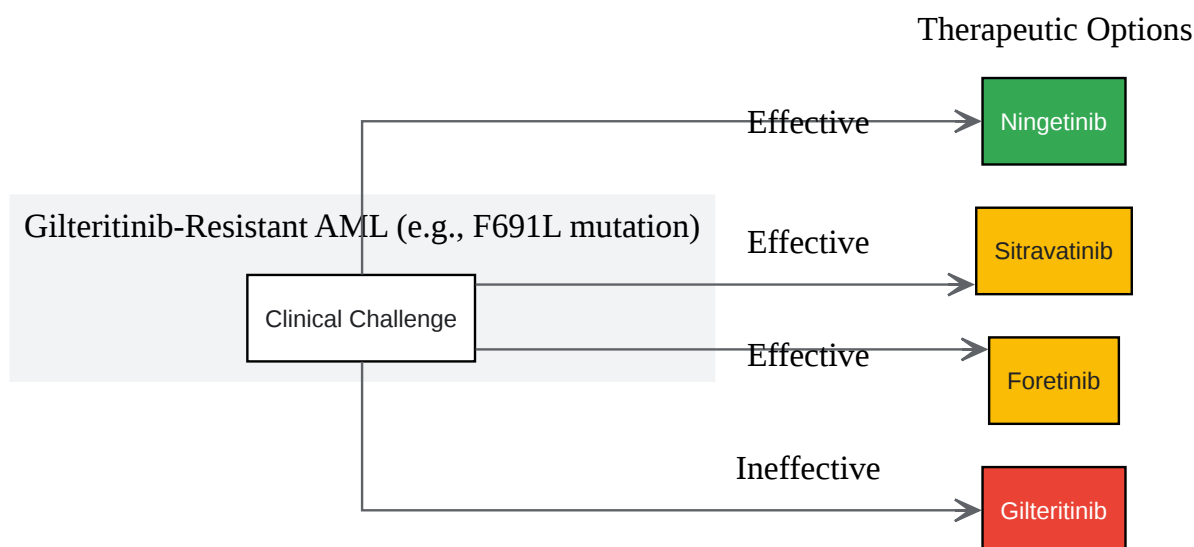 Therapeutic Options
Effective
Ningetinib
Gilteritinib-Resistant AML (e.g., F691L mutation)
Effective
Sitravatinib
Clinical Challenge
Effective
Foretinib
Ineffective
Gilteritinib